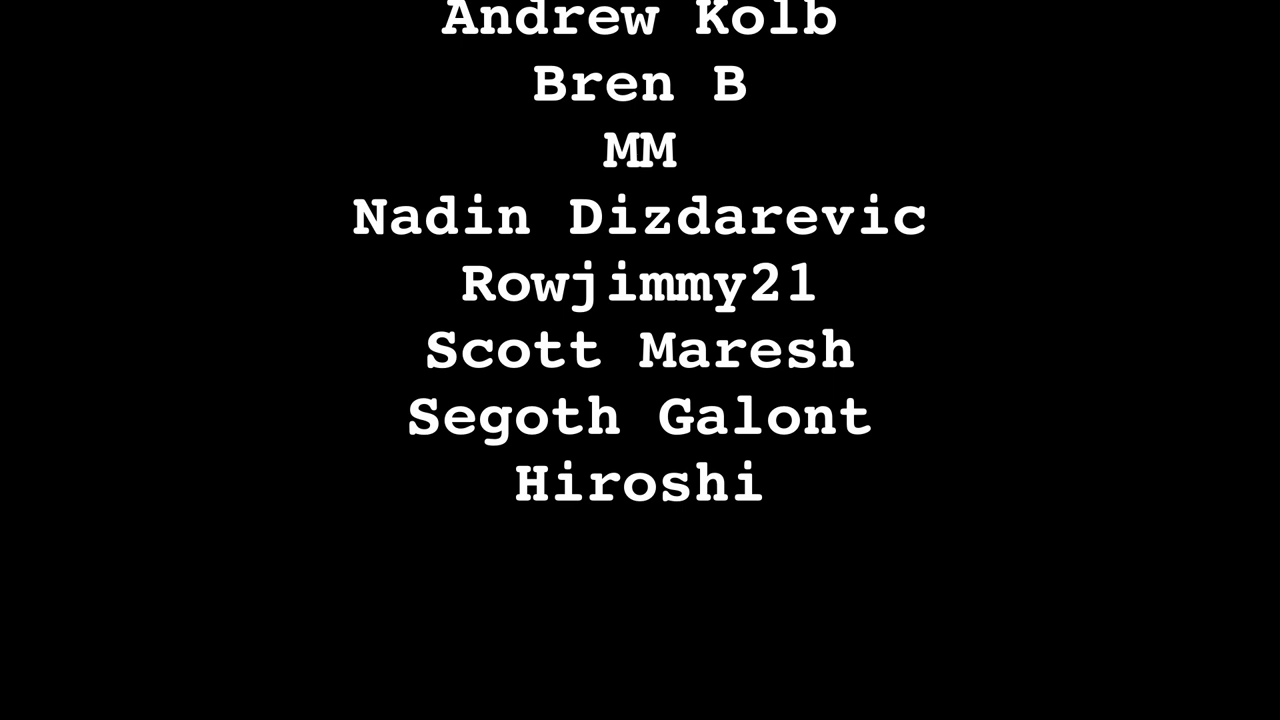 Andrew Kolb
Bren B
MM
Nadin Dizdarevic
Rowjimmy21
Scott Maresh
Segoth Galont
Hiroshi